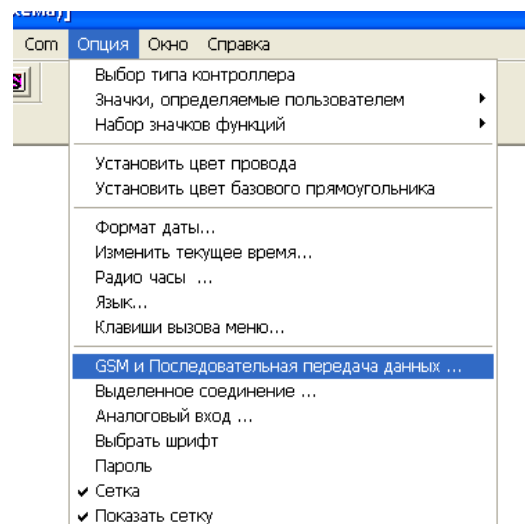 Com Опция Окно Справка
Выбор типа контроллера
Значки, определяемые пользователем
Набор значков функций
Установить цвет провода
Установить цвет базового прямоугольника
Формат даты...
Изменить текущее время...
Радио часы ...
Язык...
Клавиши вызова меню...
GSM и Последовательная передача данных ...
Выделенное соединение ...
Аналоговый вход ...
Выбрать шрифт
Пароль
Сетка
Показать сетку